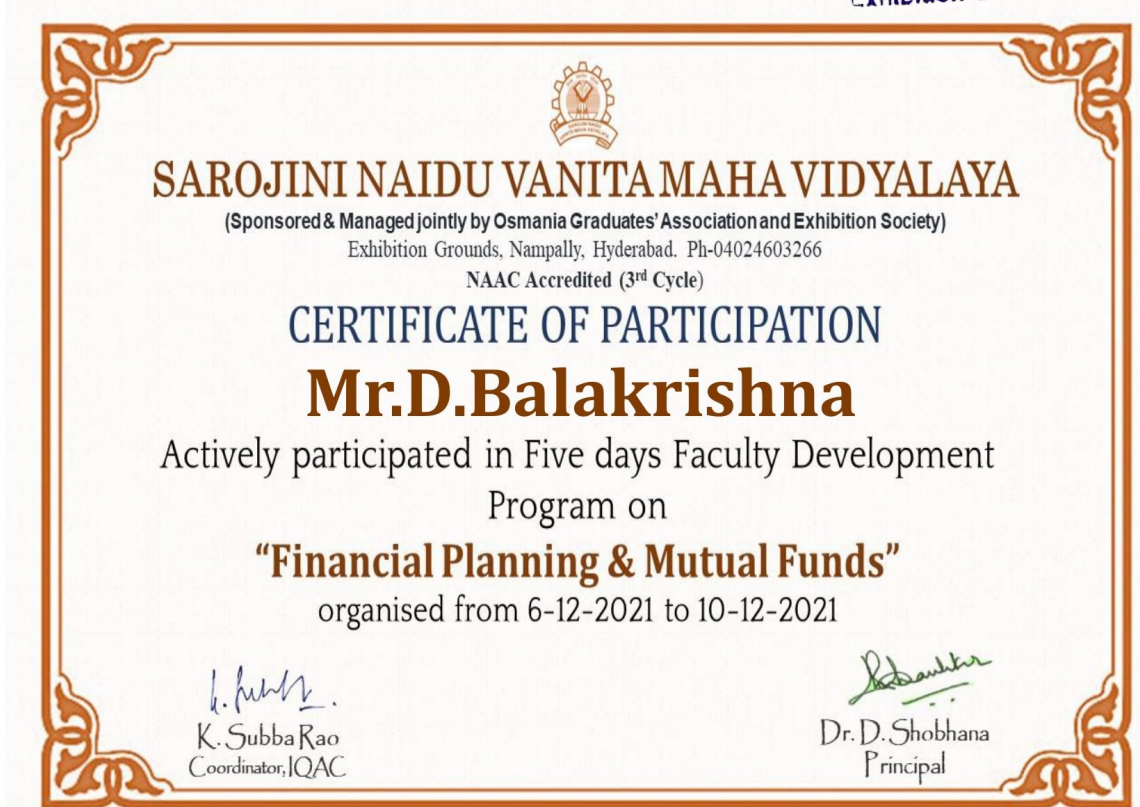 SAROJINI NAIDU VANITA MAHA VIDYALAYA
(Sponsored & Managed jointly by Osmania Graduates' Association and Exhibition Society)
Exhibition Grounds, Nampally, Hyderabad. Ph-04024603266
NAAC Accredited (3rd Cycle)
CERTIFICATE OF PARTICIPATION
Mr.D.Balakrishna
Actively participated in Five days Faculty Development
Program on
“Financial Planning & Mutual Funds”
organised from 6-12-2021 to 10-12-2021
K. Subba Rao
Coordinator, IQAC
Dr. D. Shobhana
Principal